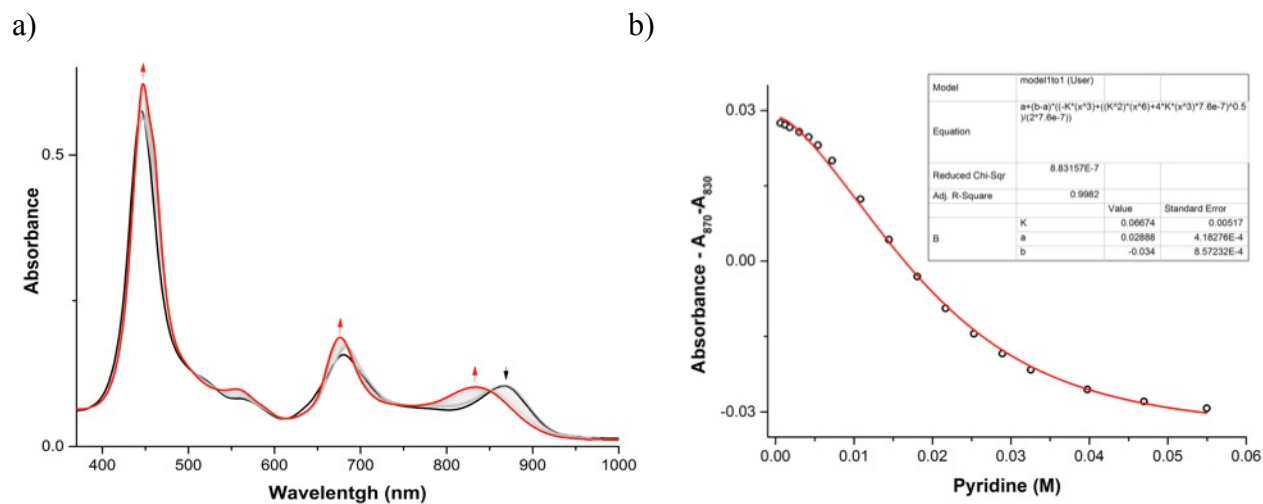 a)
b)
Absorbance
0.5
0.0
400 500 600 700 800 900 1000
Wavelentgh (nm)
Absorbance - A₈₇₀-A₈₃₀
0.03
0.00
-0.03
0.00 0.01 0.02 0.03 0.04 0.05 0.06
Pyridine (M)
Model model1to1 (User)
Equation a+(b-a)*((-K*(x^3)+((K^2)*(x^6)+4*K*(x^3)*7.6e-7)^0.5
)/(2*7.6e-7))
Reduced Chi-Sqr 8.83157E-7
Adj. R-Square 0.9982
Value Standard Error
B K 0.06674 0.00517
a 0.02888 4.18276E-4
b -0.034 8.57232E-4